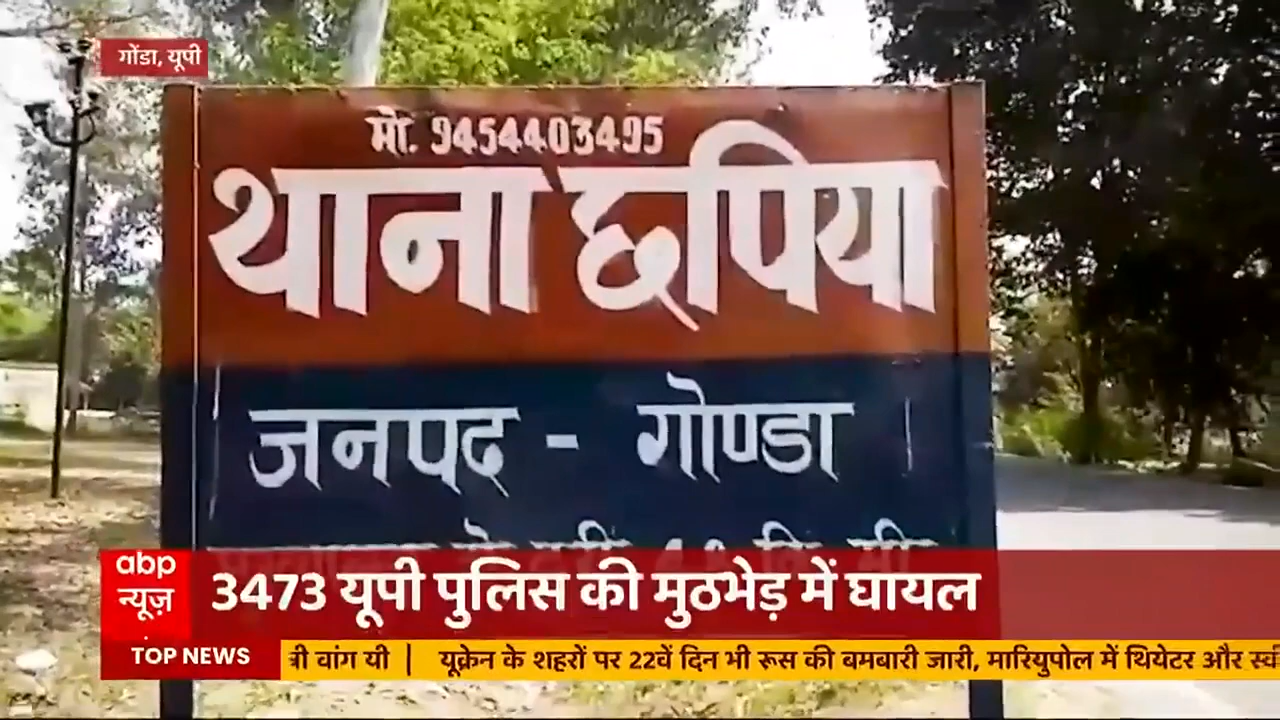 गोंडा, यूपी
मो. 9454403495
थाना छपिया
जनपद - गोण्डा
abp
न्यूज़
3473 यूपी पुलिस की मुठभेड़ में घायल
TOP NEWS
त्री वांग यी | यूक्रेन के शहरों पर 22वें दिन भी रूस की बमबारी जारी, मारियुपोल में थियेटर और